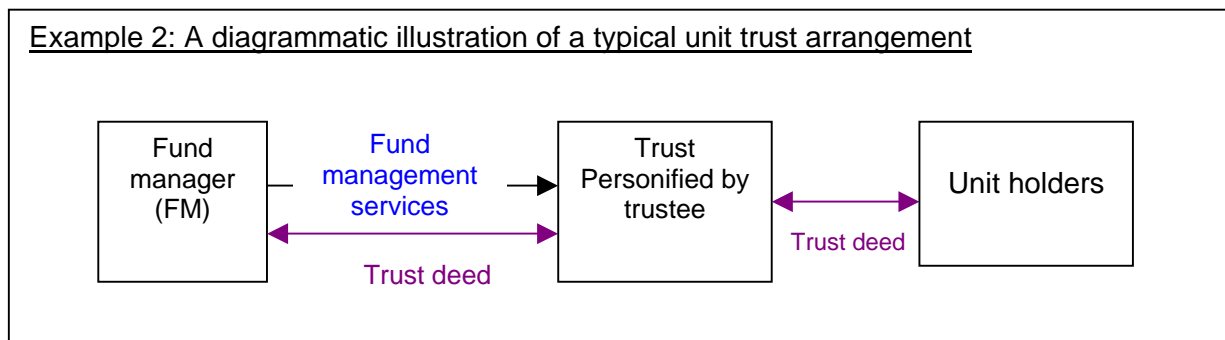 Example 2: A diagrammatic illustration of a typical unit trust arrangement
Fund
manager
(FM)
Fund
management
services
Trust deed
Trust
Personified by
trustee
Trust deed
Unit holders